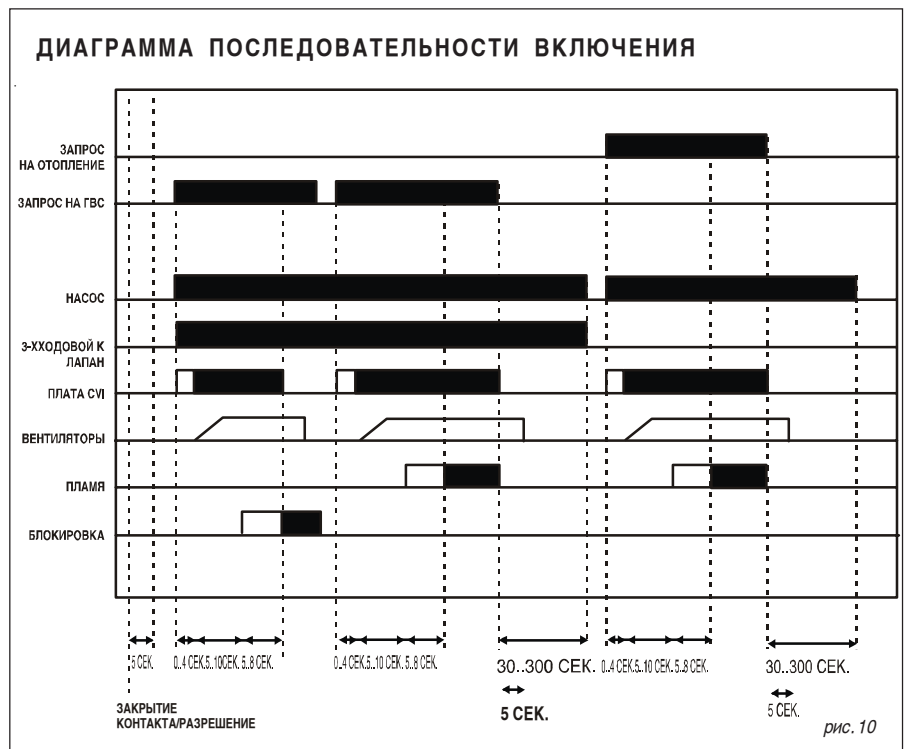 ДИАГРАММА ПОСЛЕДОВАТЕЛЬНОСТИ ВКЛЮЧЕНИЯ
ЗАПРОС
НА ОТОПЛЕНИЕ
ЗАПРОС НА ГВС
НАСОС
3-ХХОДОВОЙ К
ЛАПАН
ПЛАТА CVI
ВЕНТИЛЯТОРЫ
ПЛАМЯ
БЛОКИРОВКА
5 СЕК. 0..4 СЕК. 5..10СЕК. 5..8 СЕК. 0..4 СЕК. 5..10 СЕК. 5..8 СЕК. 30..300 СЕК. 0..4 СЕК. 5..10 СЕК. 5..8 СЕК. 30..300 СЕК.
5 СЕК. 5 СЕК.
ЗАКРЫТИЕ
КОНТАКТА/РАЗРЕШЕНИЕ
рис. 10